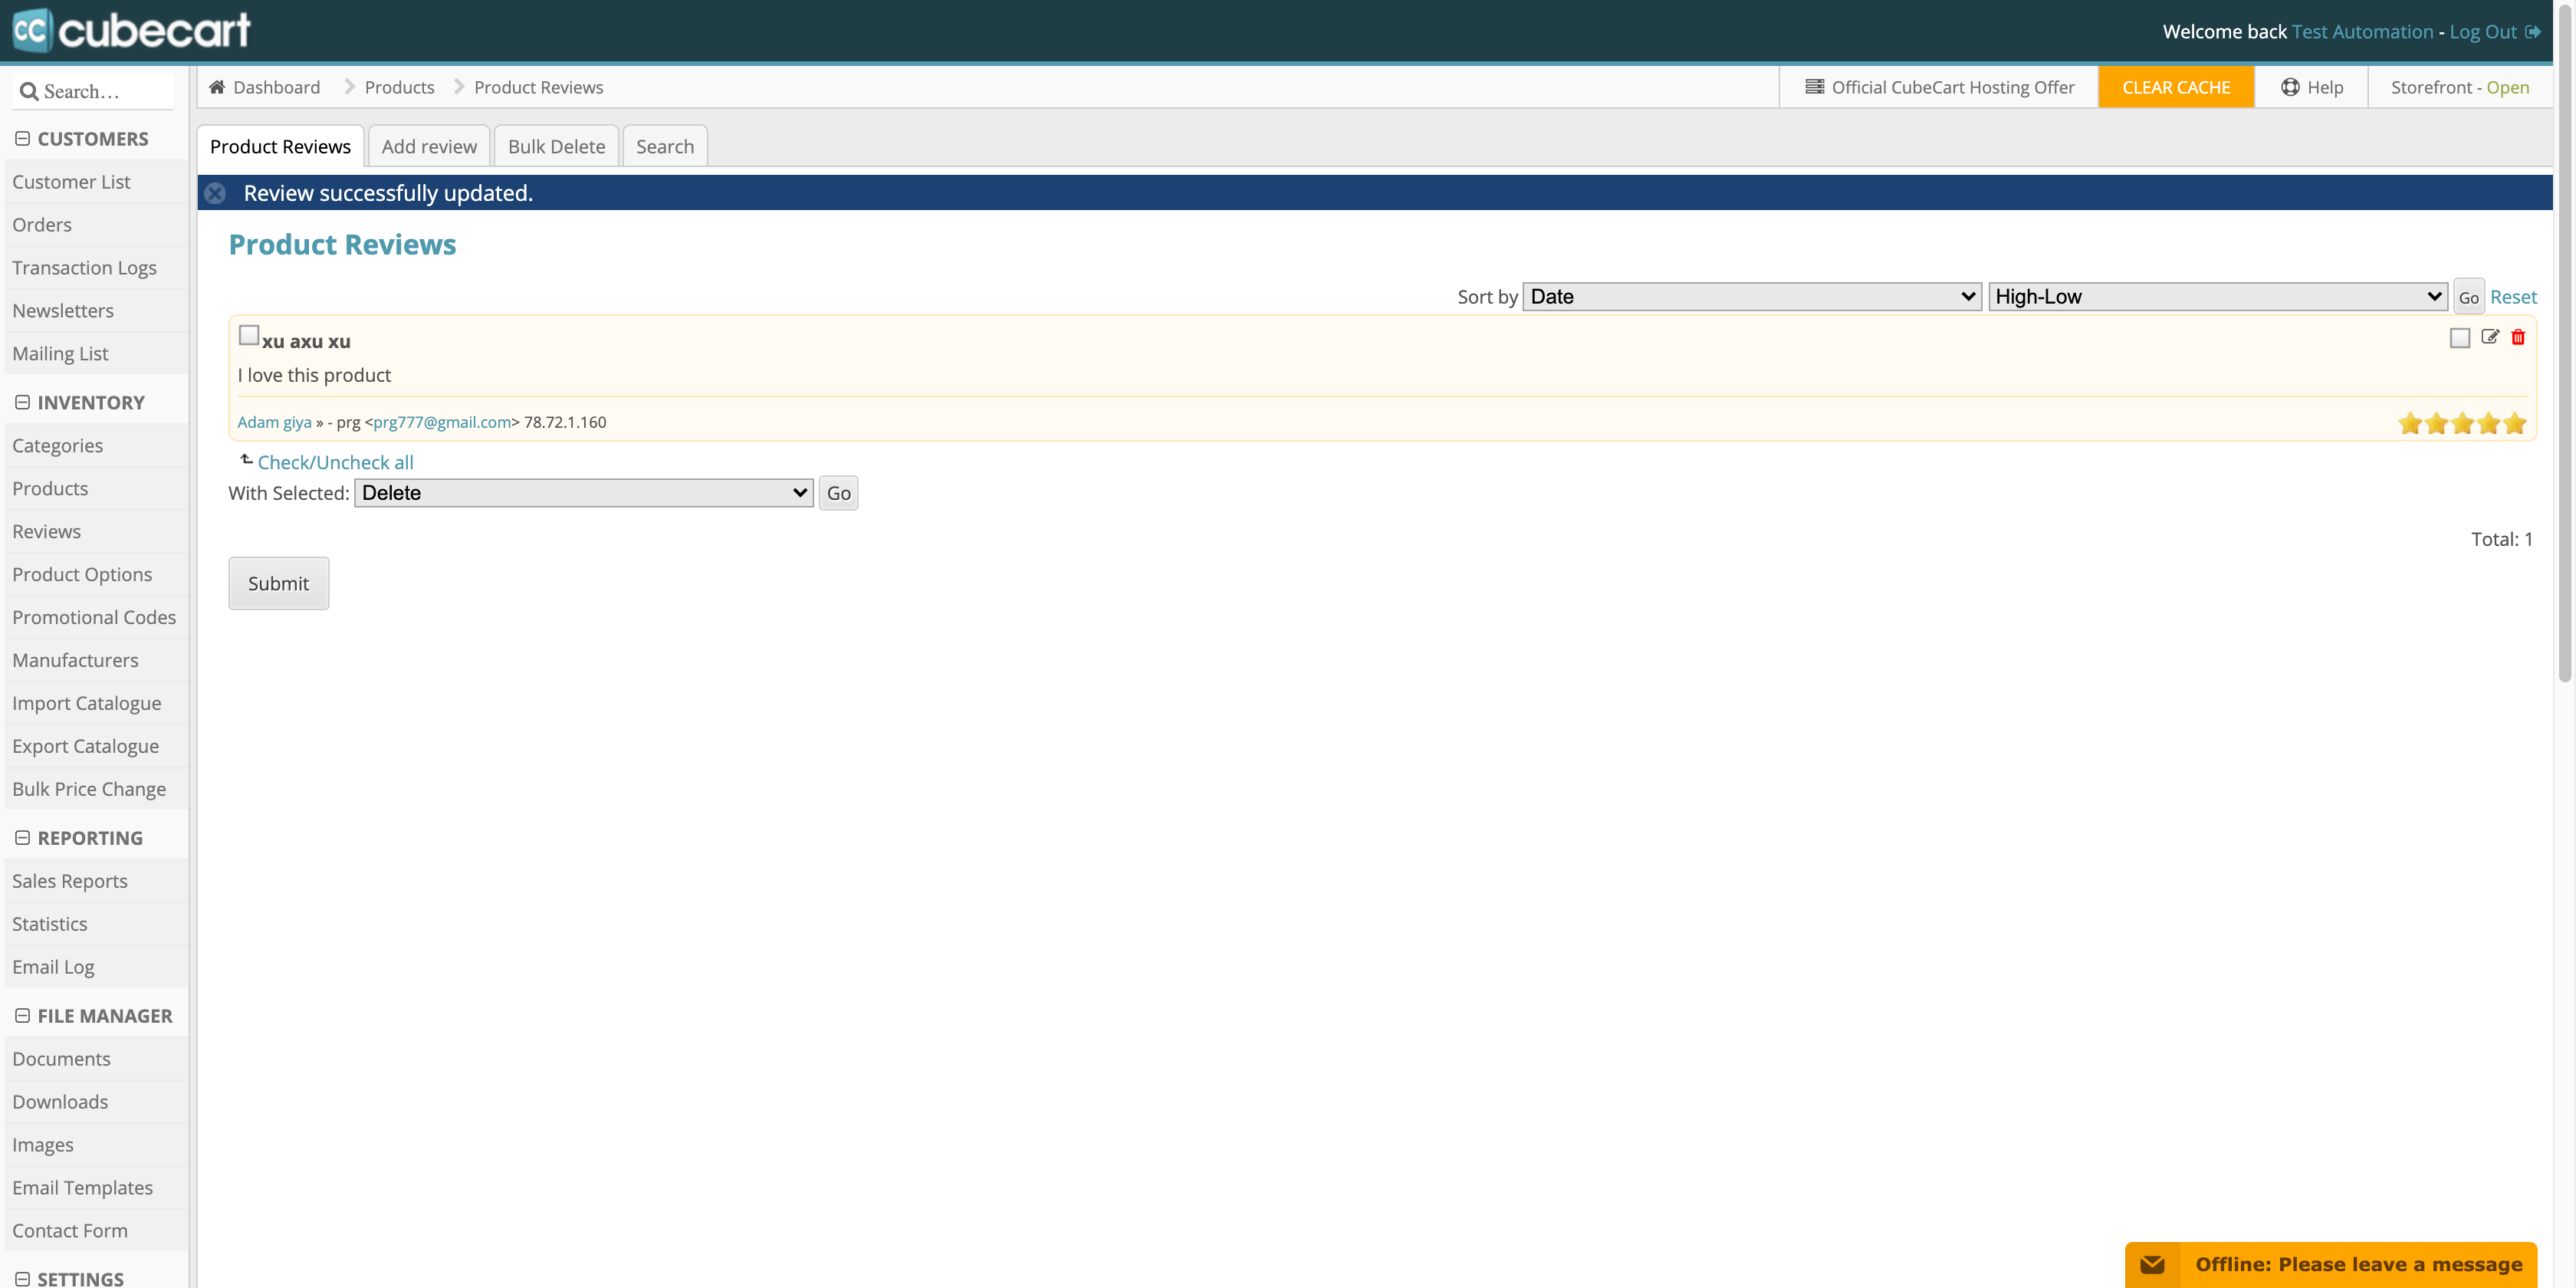 cc cubecart
Welcome back Test Automation - Log Out
Search...
Dashboard Products Product Reviews
Official CubeCart Hosting Offer
CLEAR CACHE
Help
Storefront - Open
CUSTOMERS
Customer List
Orders
Transaction Logs
Newsletters
Mailing List
INVENTORY
Categories
Products
Reviews
Product Options
Promotional Codes
Manufacturers
Import Catalogue
Export Catalogue
Bulk Price Change
REPORTING
Sales Reports
Statistics
Email Log
FILE MANAGER
Documents
Downloads
Images
Email Templates
Contact Form
SETTINGS
Product Reviews
Add review
Bulk Delete
Search
Review successfully updated.
Product Reviews
Sort by Date High-Low Go Reset
xu axu xu
I love this product
Adam giya » - prg <prg777@gmail.com> 78.72.1.160
Check/Uncheck all
With Selected: Delete Go
Total: 1
Submit
Offline: Please leave a message